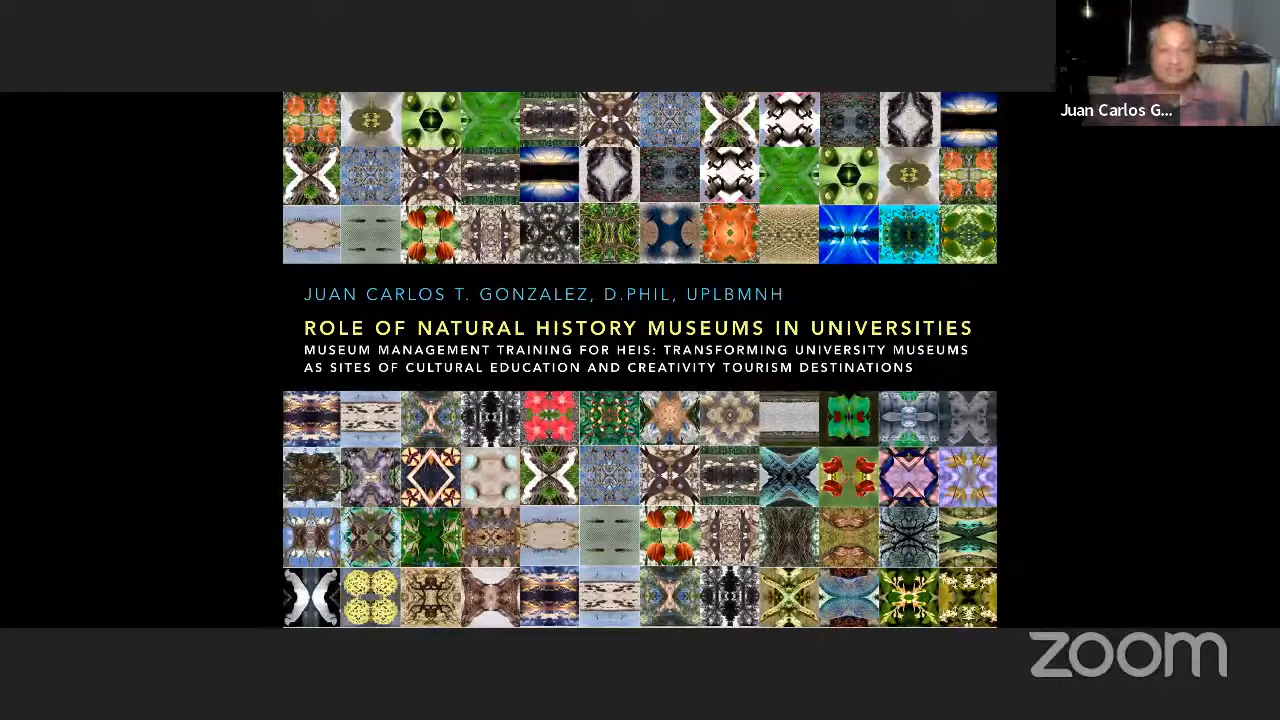 Juan Carlos G...
JUAN CARLOS T. GONZALEZ, D.PHIL, UPLBMNH
ROLE OF NATURAL HISTORY MUSEUMS IN UNIVERSITIES
MUSEUM MANAGEMENT TRAINING FOR HEIS: TRANSFORMING UNIVERSITY MUSEUMS
AS SITES OF CULTURAL EDUCATION AND CREATIVITY TOURISM DESTINATIONS
zoom